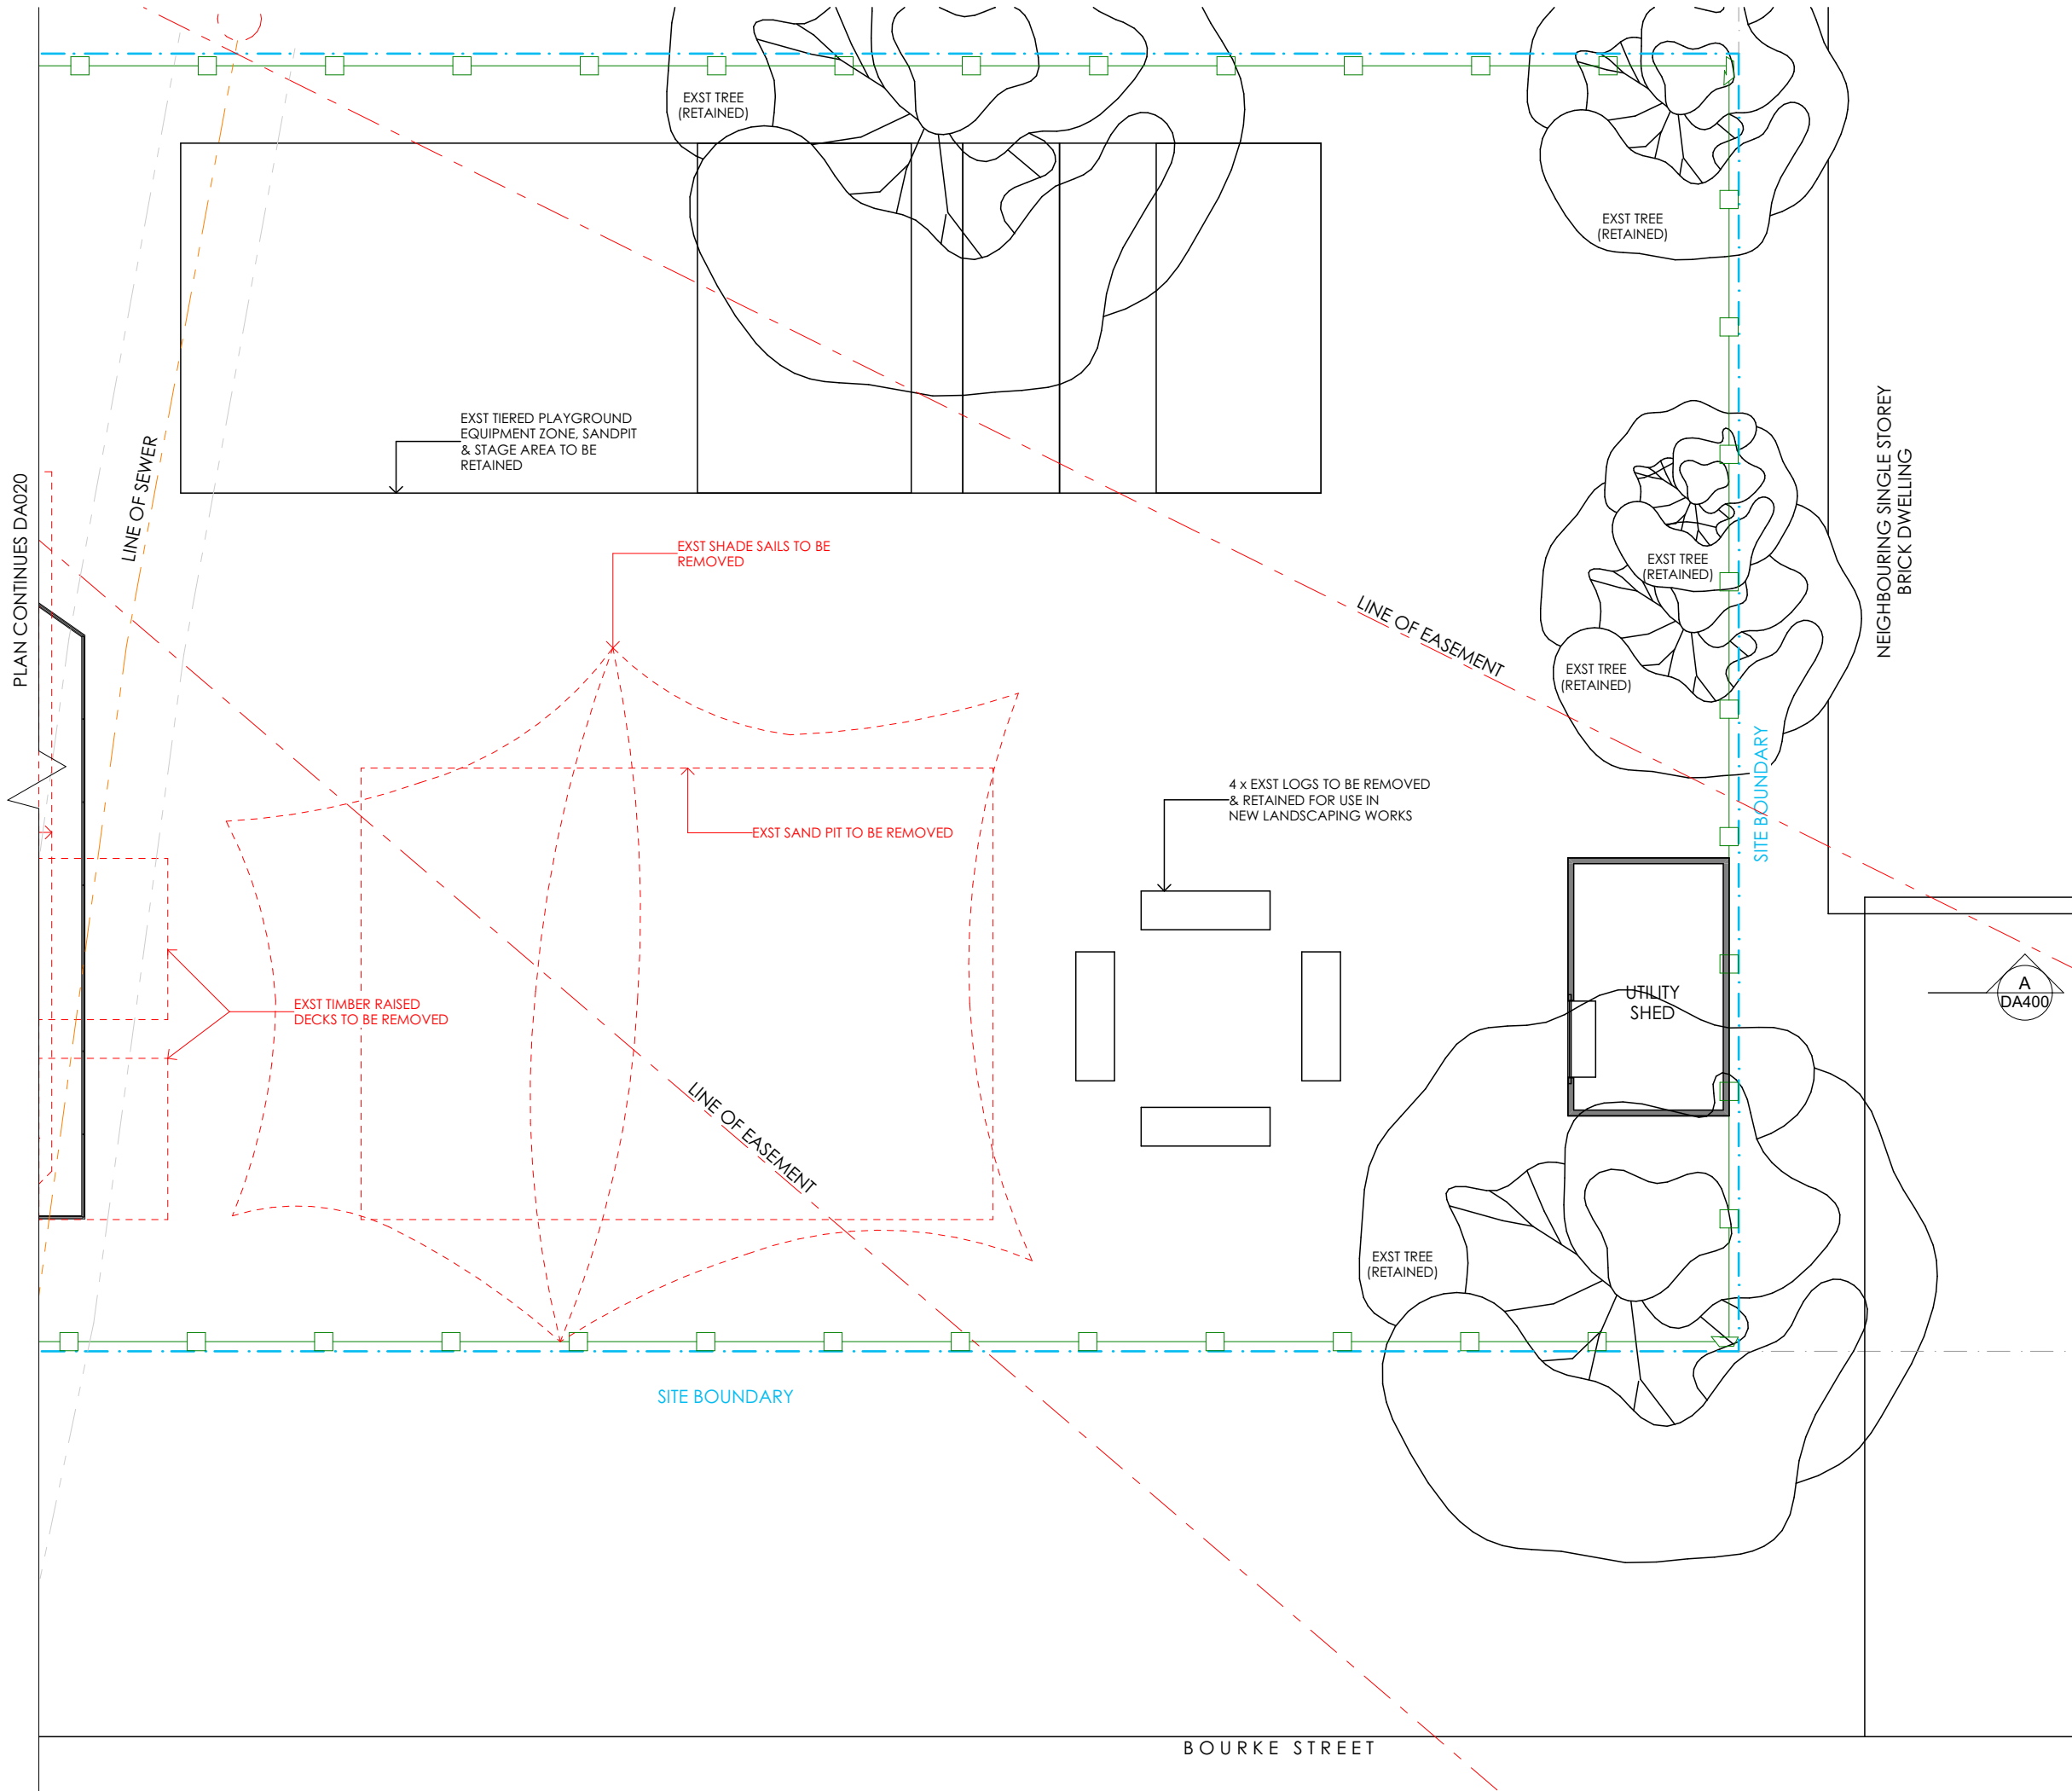 EXST TREE
(RETAINED)
EXST TREE
(RETAINED)
EXST TIERED PLAYGROUND
EQUIPMENT ZONE, SANDPIT
& STAGE AREA TO BE
RETAINED
LINE OF SEWER
PLAN CONTINUES DA020
NEIGHBOURING SINGLE STOREY
BRICK DWELLING
EXST SHADE SAILS TO BE
REMOVED
EXST TREE
(RETAINED)
LINE OF EASEMENT
EXST TREE
(RETAINED)
SITE BOUNDARY
4 x EXST LOGS TO BE REMOVED
& RETAINED FOR USE IN
NEW LANDSCAPING WORKS
EXST SAND PIT TO BE REMOVED
EXST TIMBER RAISED
DECKS TO BE REMOVED
UTILITY
SHED
A
DA400
LINE OF EASEMENT
EXST TREE
(RETAINED)
SITE BOUNDARY
BOURKE STREET